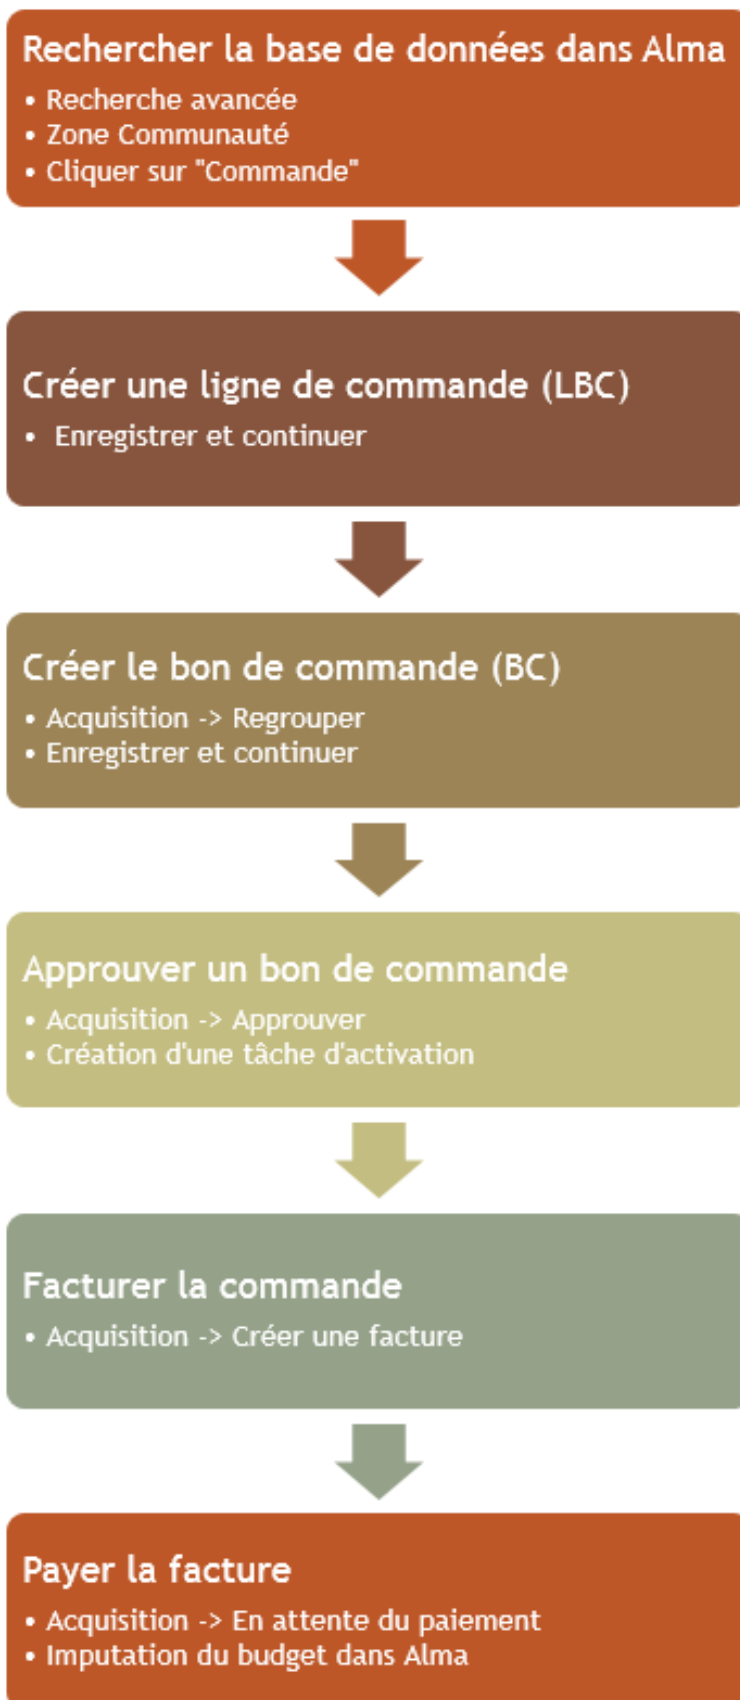 Rechercher la base de données dans Alma
• Recherche avancée
• Zone Communauté
• Cliquer sur "Commande"
Créer une ligne de commande (LBC)
• Enregistrer et continuer
Créer le bon de commande (BC)
• Acquisition -> Regrouper
• Enregistrer et continuer
Approuver un bon de commande
• Acquisition -> Approuver
• Création d'une tâche d'activation
Facturer la commande
• Acquisition -> Créer une facture
Payer la facture
• Acquisition -> En attente du paiement
• Imputation du budget dans Alma